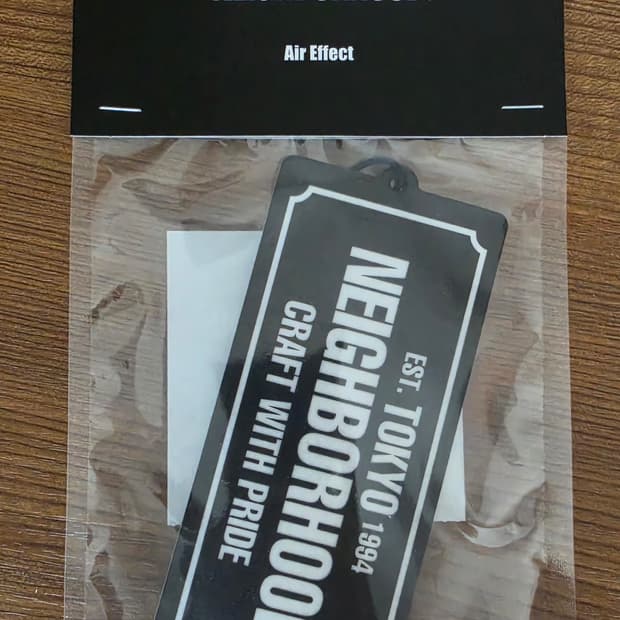 Air Effect
EST. TOKYO 1994
NEIGHBORHOO
CRAFT WITH PRIDE